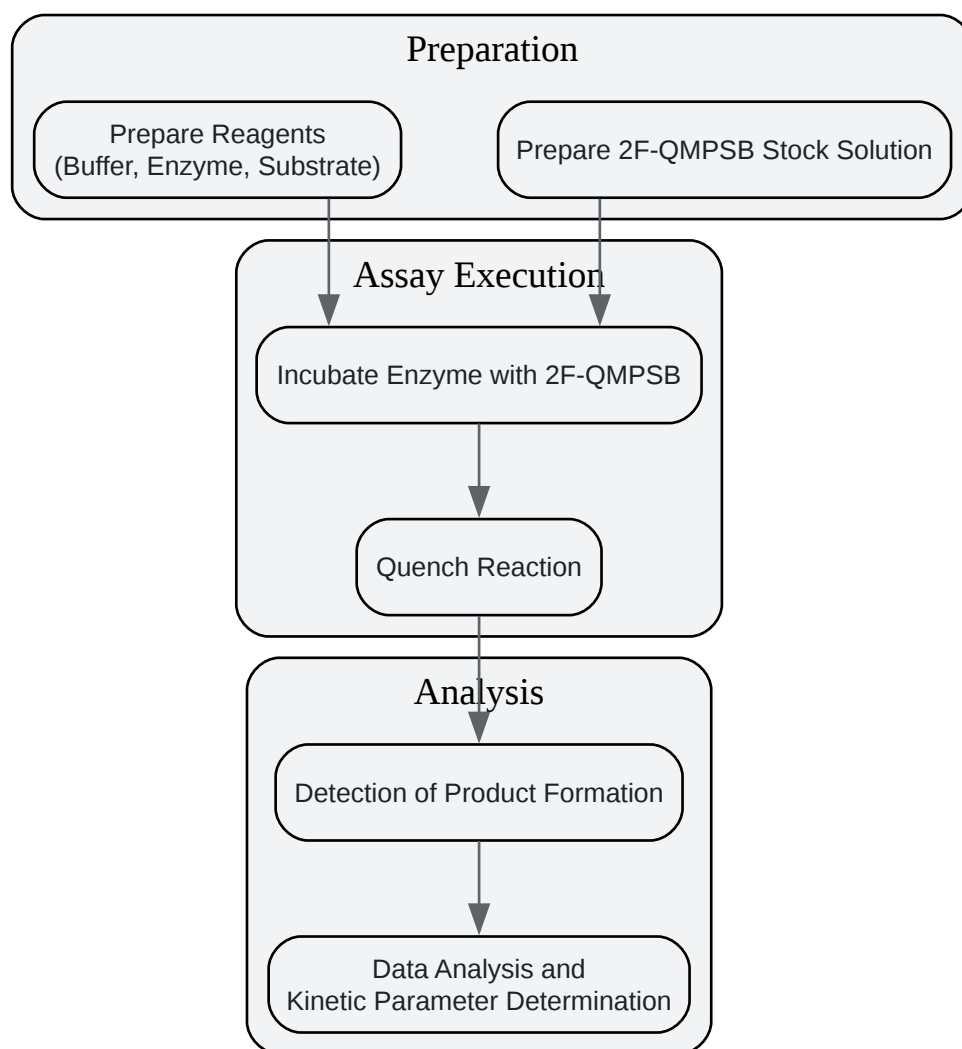 Preparation
Prepare Reagents
(Buffer, Enzyme, Substrate)
Prepare 2F-QMPSB Stock Solution
Assay Execution
Incubate Enzyme with 2F-QMPSB
Quench Reaction
Analysis
Detection of Product Formation
Data Analysis and
Kinetic Parameter Determination